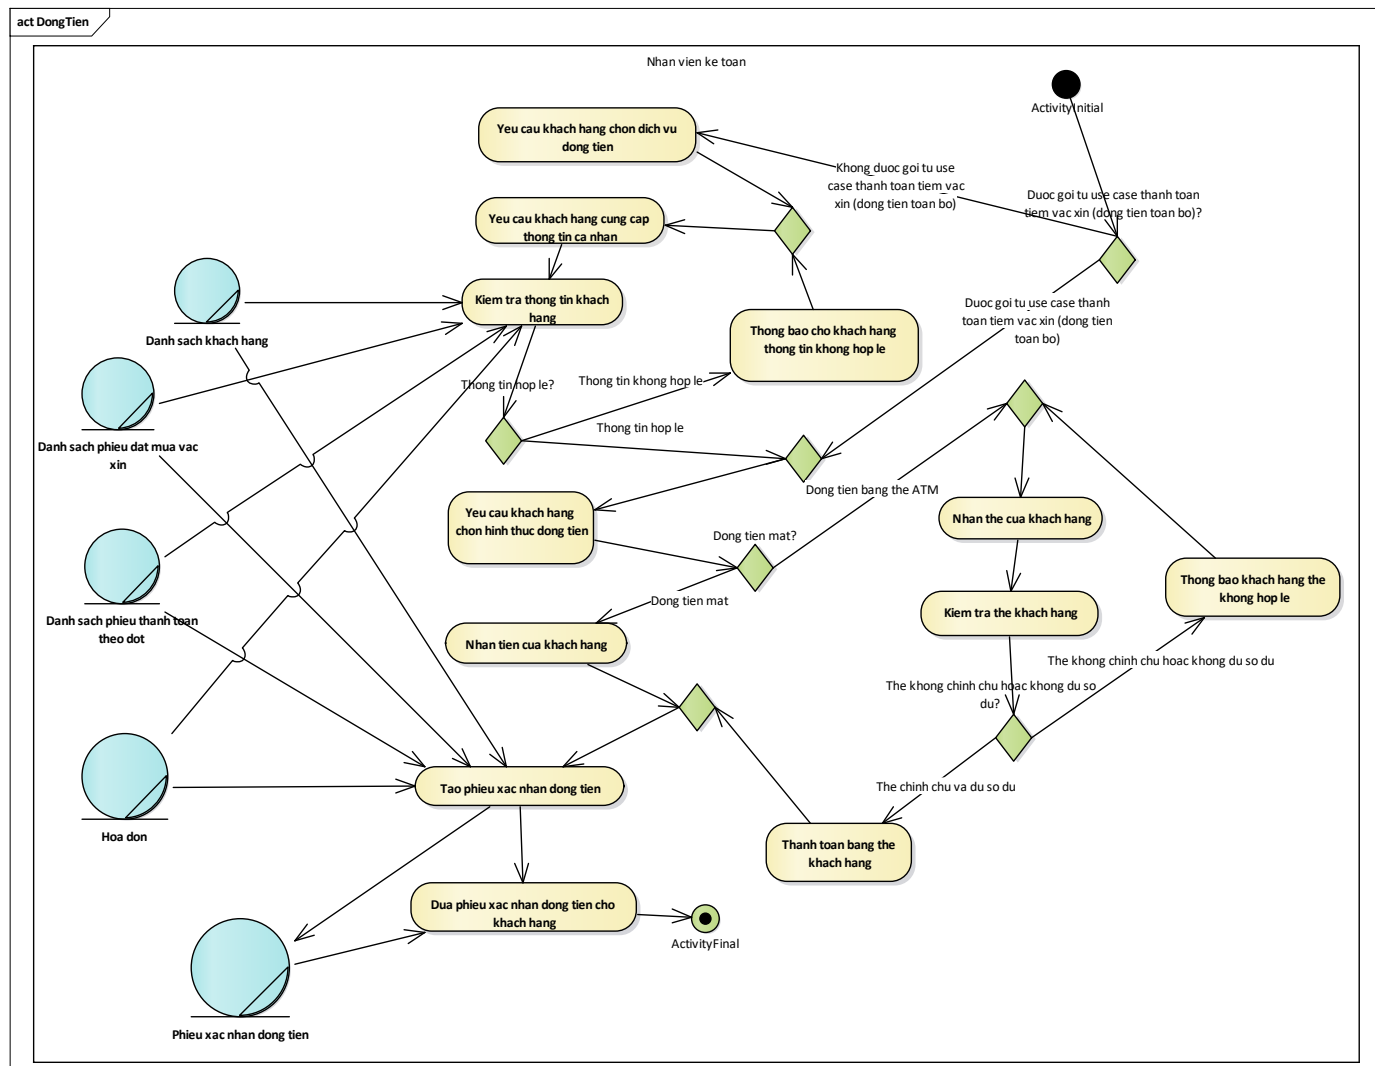 act DongTien
Nhan vien ke toan
ActivityInitial
Yeu cau khach hang chon dich vu
dong tien
Khong duoc goi tu use
case thanh toan tiem vac
xin (dong tien toan bo)
Duoc goi tu use case thanh toan
tiem vac xin (dong tien toan bo)?
Yeu cau khach hang cung cap
thong tin ca nhan
Kiem tra thong tin khach
hang
Danh sach khach hang
Thong bao cho khach hang
thong tin khong hop le
Duoc goi tu use case thanh
toan tiem vac xin (dong tien
toan bo)
Thong tin hop le?
Thong tin khong hop le
Thong tin hop le
Danh sach phieu dat mua vac
xin
Dong tien bang the ATM
Yeu cau khach hang
chon hinh thuc dong tien
Nhan the cua khach hang
Dong tien mat?
Thong bao khach hang the
khong hop le
Dong tien mat
Kiem tra the khach hang
Danh sach phieu thanh toan
theo dot
Nhan tien cua khach hang
The khong chinh chu hoac khong du so du
The khong chinh chu hoac khong du so
du?
Tao phieu xac nhan dong tien
The chinh chu va du so du
Hoa don
Thanh toan bang the
khach hang
Dua phieu xac nhan dong tien cho
khach hang
ActivityFinal
Phieu xac nhan dong tien